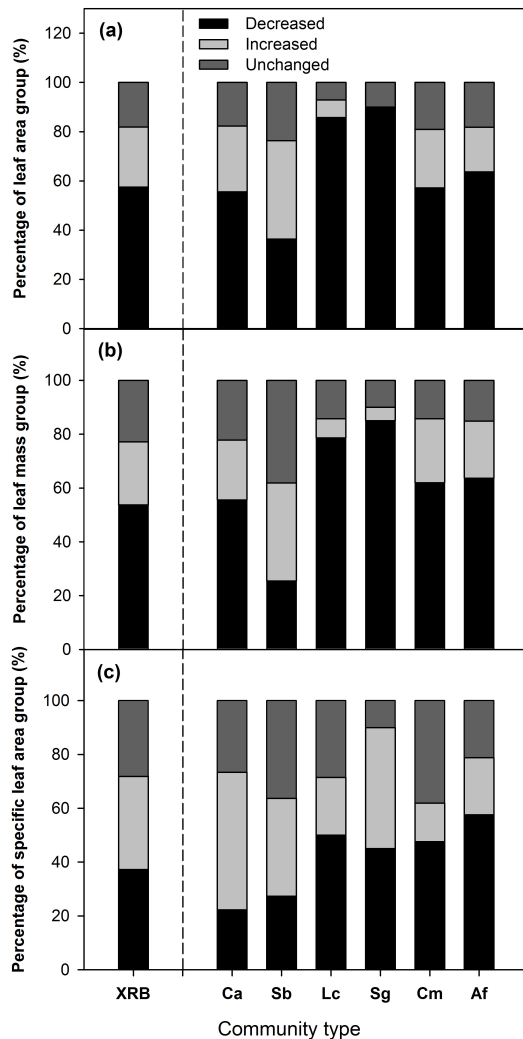 (a)
Decreased
Increased
Unchanged
Percentage of leaf area group (%)
120
100
80
60
40
20
0
(b)
Percentage of leaf mass group (%)
100
80
60
40
20
0
(c)
Percentage of specific leaf area group (%)
100
80
60
40
20
0
XRB Ca Sb Lc Sg Cm Af
Community type